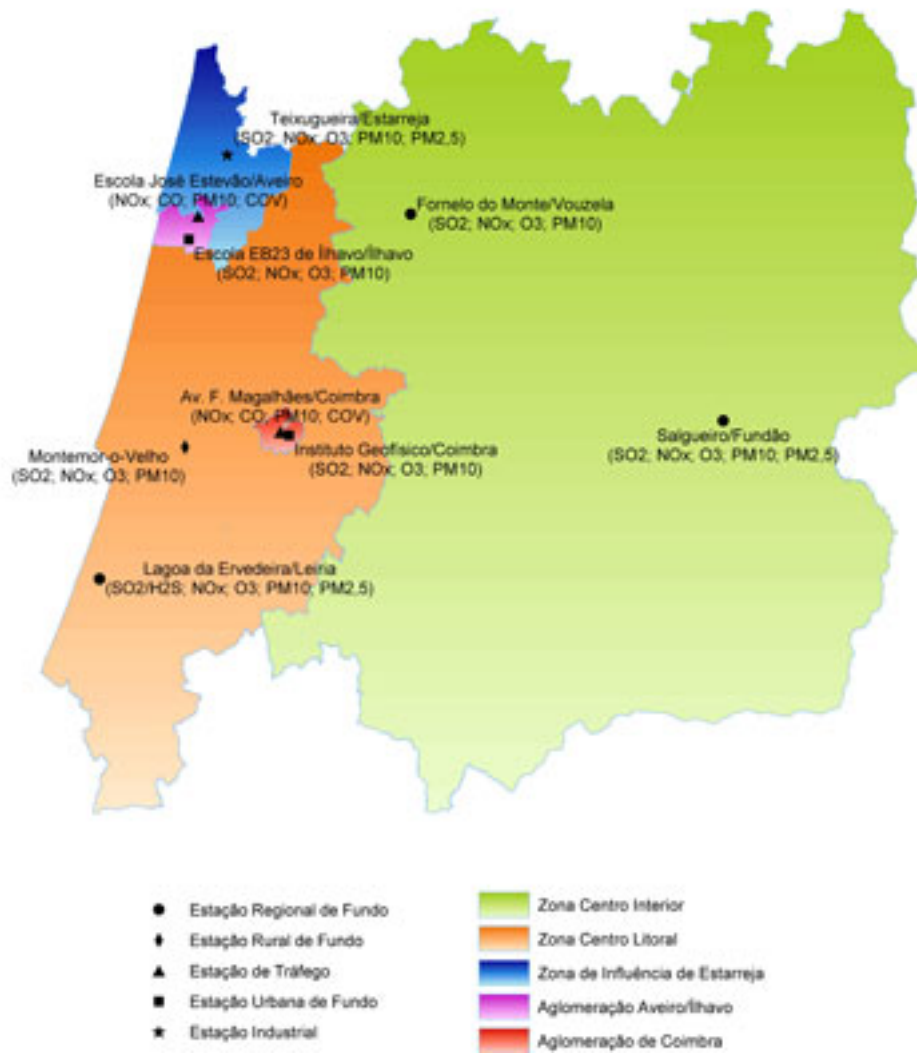 Teixugueira/Estarreja
(SO2; NOx; O3; PM10; PM2,5)
Escola José Estevão/Aveiro
(NOx; CO; PM10; COV)
Fornelo do Monte/Vouzela
(SO2; NOx; O3; PM10)
Escola EB23 de Ílhavo/Ílhavo
(SO2; NOx; O3; PM10)
Av. F. Magalhães/Coimbra
(NOx; CO; PM10; COV)
Instituto Geofísico/Coimbra
(SO2; NOx; O3; PM10)
Montemor-o-Velho
(SO2; NOx; O3; PM10)
Salgueiro/Fundão
(SO2; NOx; O3; PM10; PM2,5)
Lagoa da Ervedeira/Leiria
(SO2/H2S; NOx; O3; PM10; PM2,5)
Estação Regional de Fundo
Estação Rural de Fundo
Estação de Tráfego
Estação Urbana de Fundo
Estação Industrial
Zona Centro Interior
Zona Centro Litoral
Zona de Influência de Estarreja
Aglomeração Aveiro/Ílhavo
Aglomeração de Coimbra